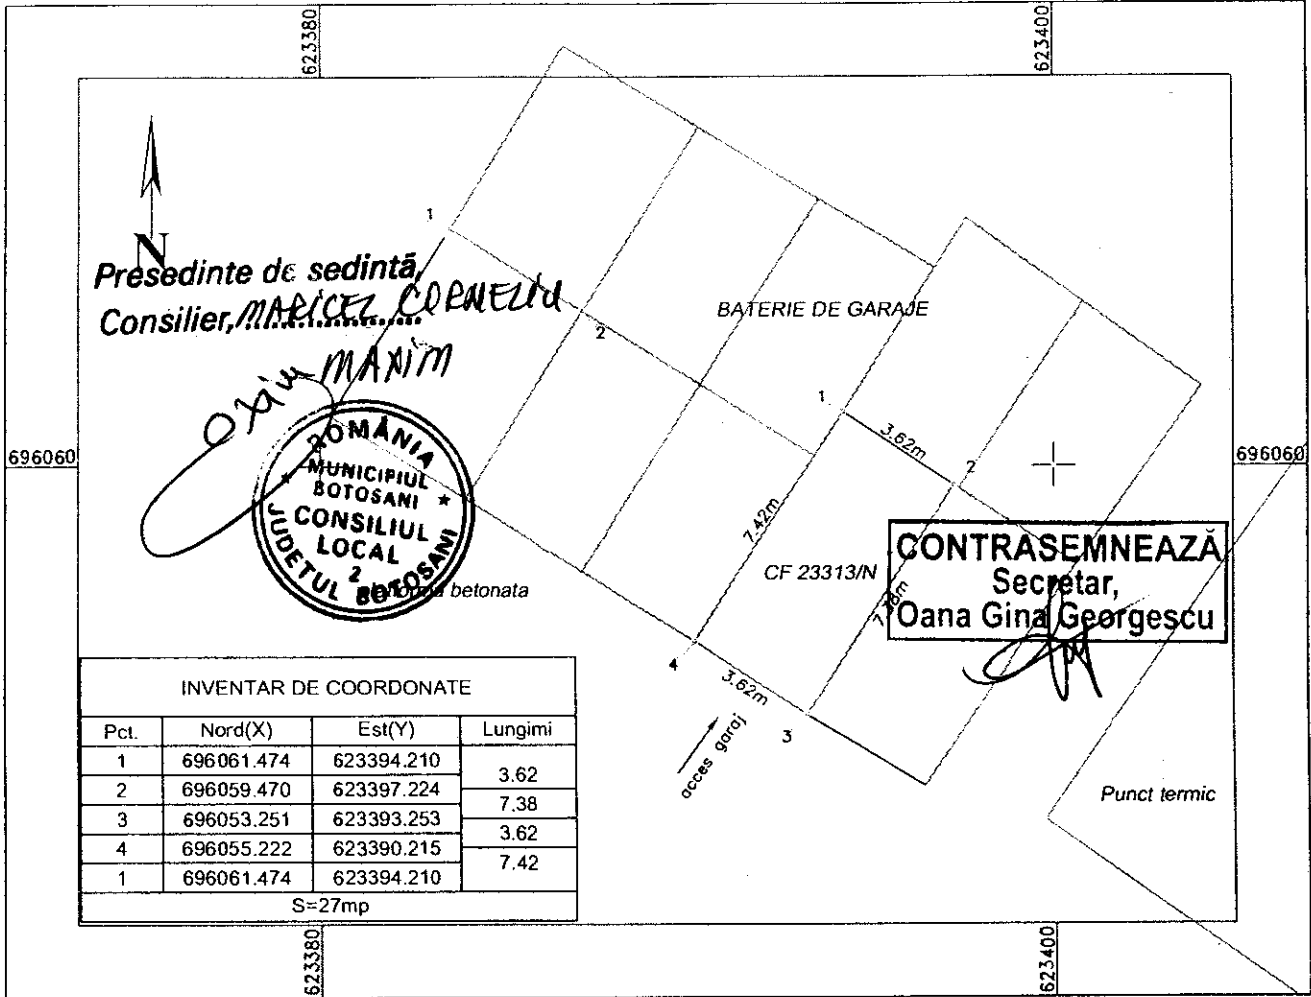 623380
623400
1
N
Presedinte de sedintă,
Consilier, MARICEL CORNELIU
MAXIM
BATERIE DE GARAJE
2
1
3.62m
2
696060
696060
ROMÂNIA
MUNICIPIUL
BOTOSANI
CONSILIUL
LOCAL
2
JUDETUL BOTOSANI
betonata
7.42m
CF 23313/N
CONTRASEMNEAZĂ
Secretar,
Oana Gina Georgescu
4
3.62m
3
acces garaj
Punct termic
INVENTAR DE COORDONATE
Pct. Nord(X) Est(Y) Lungimi
1 696061.474 623394.210
3.62
2 696059.470 623397.224
7.38
3 696053.251 623393.253
3.62
4 696055.222 623390.215
7.42
1 696061.474 623394.210
S=27mp
623380
623400